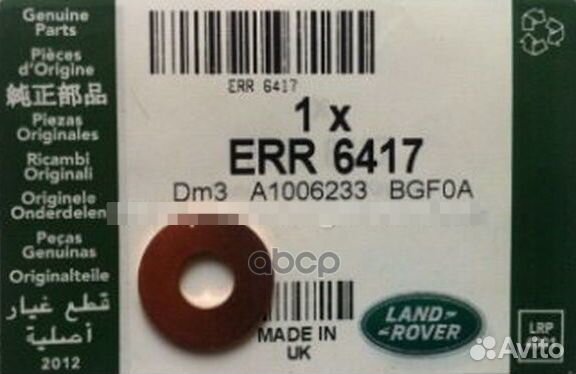 Genuine
Parts
Pièces
d'Origine
純正部品
Piezas
Originales
Ricambi
Originali
Originele
Onderdelen
Peças
Genuinas
Originalteile
قطع غيار
أصلية
2012
ERR 6417
1 x
ERR 6417
Dm3 A1006233 BGF0A
abcp
MADE IN
UK
LAND-
ROVER
LRP
Avito